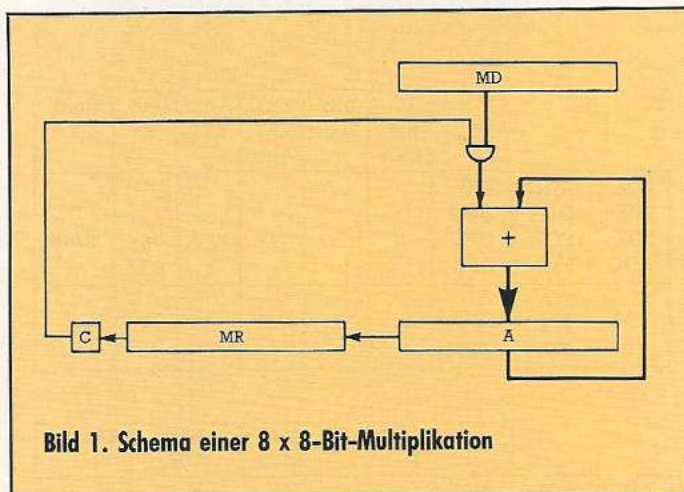 MD
+
C
MR
A
Bild 1. Schema einer 8 x 8-Bit-Multiplikation